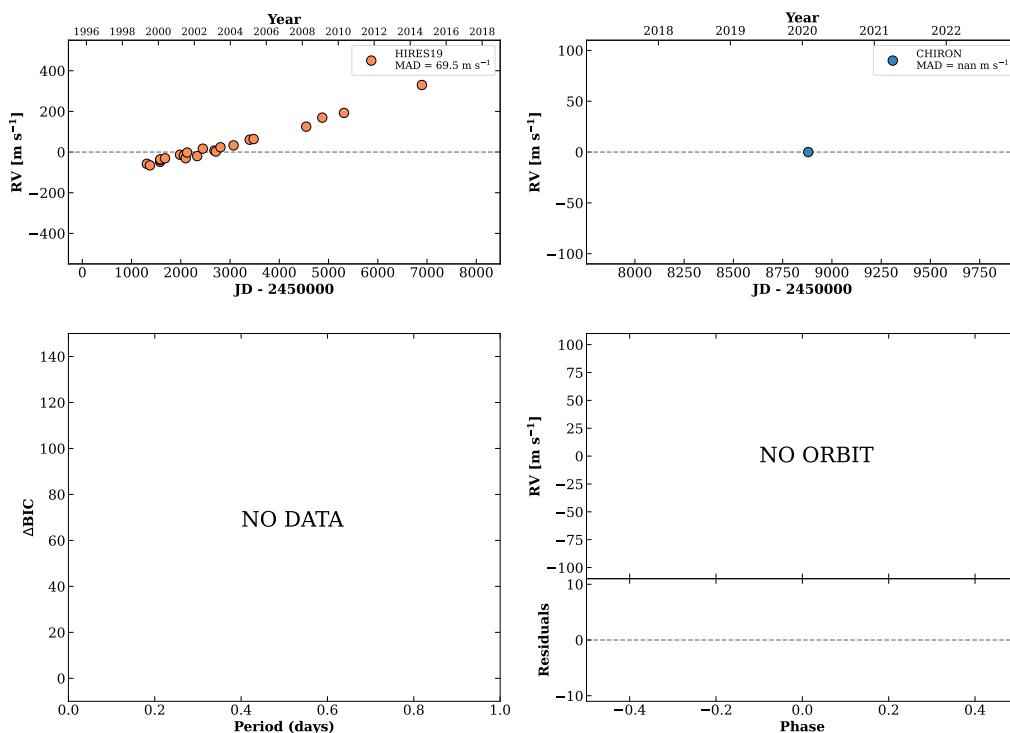 Year
1996 1998 2000 2002 2004 2006 2008 2010 2012 2014 2016 2018
HIRES19
MAD = 69.5 m s⁻¹
RV [m s⁻¹]
400
200
0
−200
−400
0 1000 2000 3000 4000 5000 6000 7000 8000
JD - 2450000
Year
2018 2019 2020 2021 2022
CHIRON
MAD = nan m s⁻¹
RV [m s⁻¹]
100
50
0
−50
−100
8000 8250 8500 8750 9000 9250 9500 9750
JD - 2450000
ΔBIC
140
120
100
80
60
40
20
0
NO DATA
0.0 0.2 0.4 0.6 0.8 1.0
Period (days)
RV [m s⁻¹]
100
75
50
25
0
−25
−50
−75
−100
NO ORBIT
Residuals
10
0
−10
−0.4 −0.2 0.0 0.2 0.4
Phase